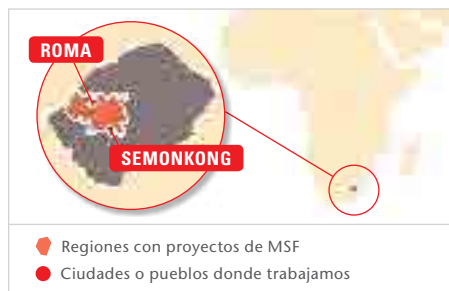 ROMA
SEMONKONG
Regiones con proyectos de MSF
Ciudades o pueblos donde trabajamos